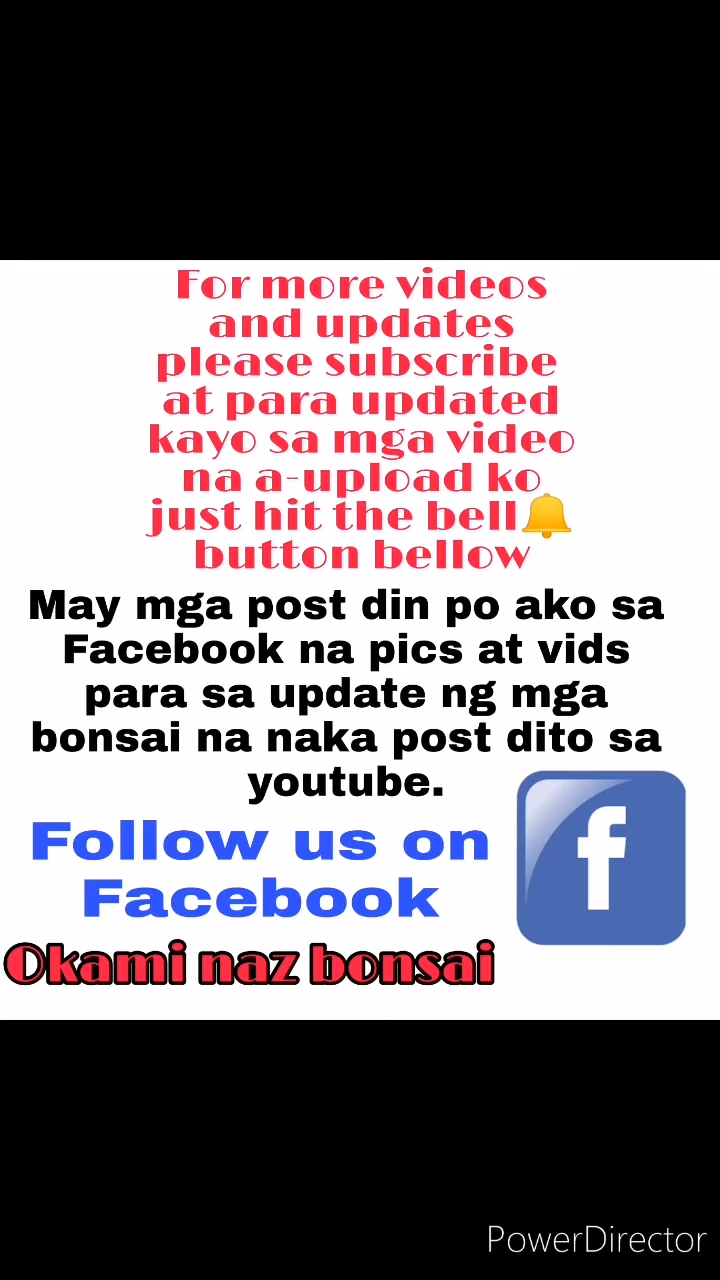 For more videos
and updates
please subscribe
at para updated
kayo sa mga video
na a-upload ko
just hit the bell🔔
button bellow
May mga post din po ako sa
Facebook na pics at vids
para sa update ng mga
bonsai na naka post dito sa
youtube.
Follow us on
Facebook
f
Okami naz bonsai
PowerDirector